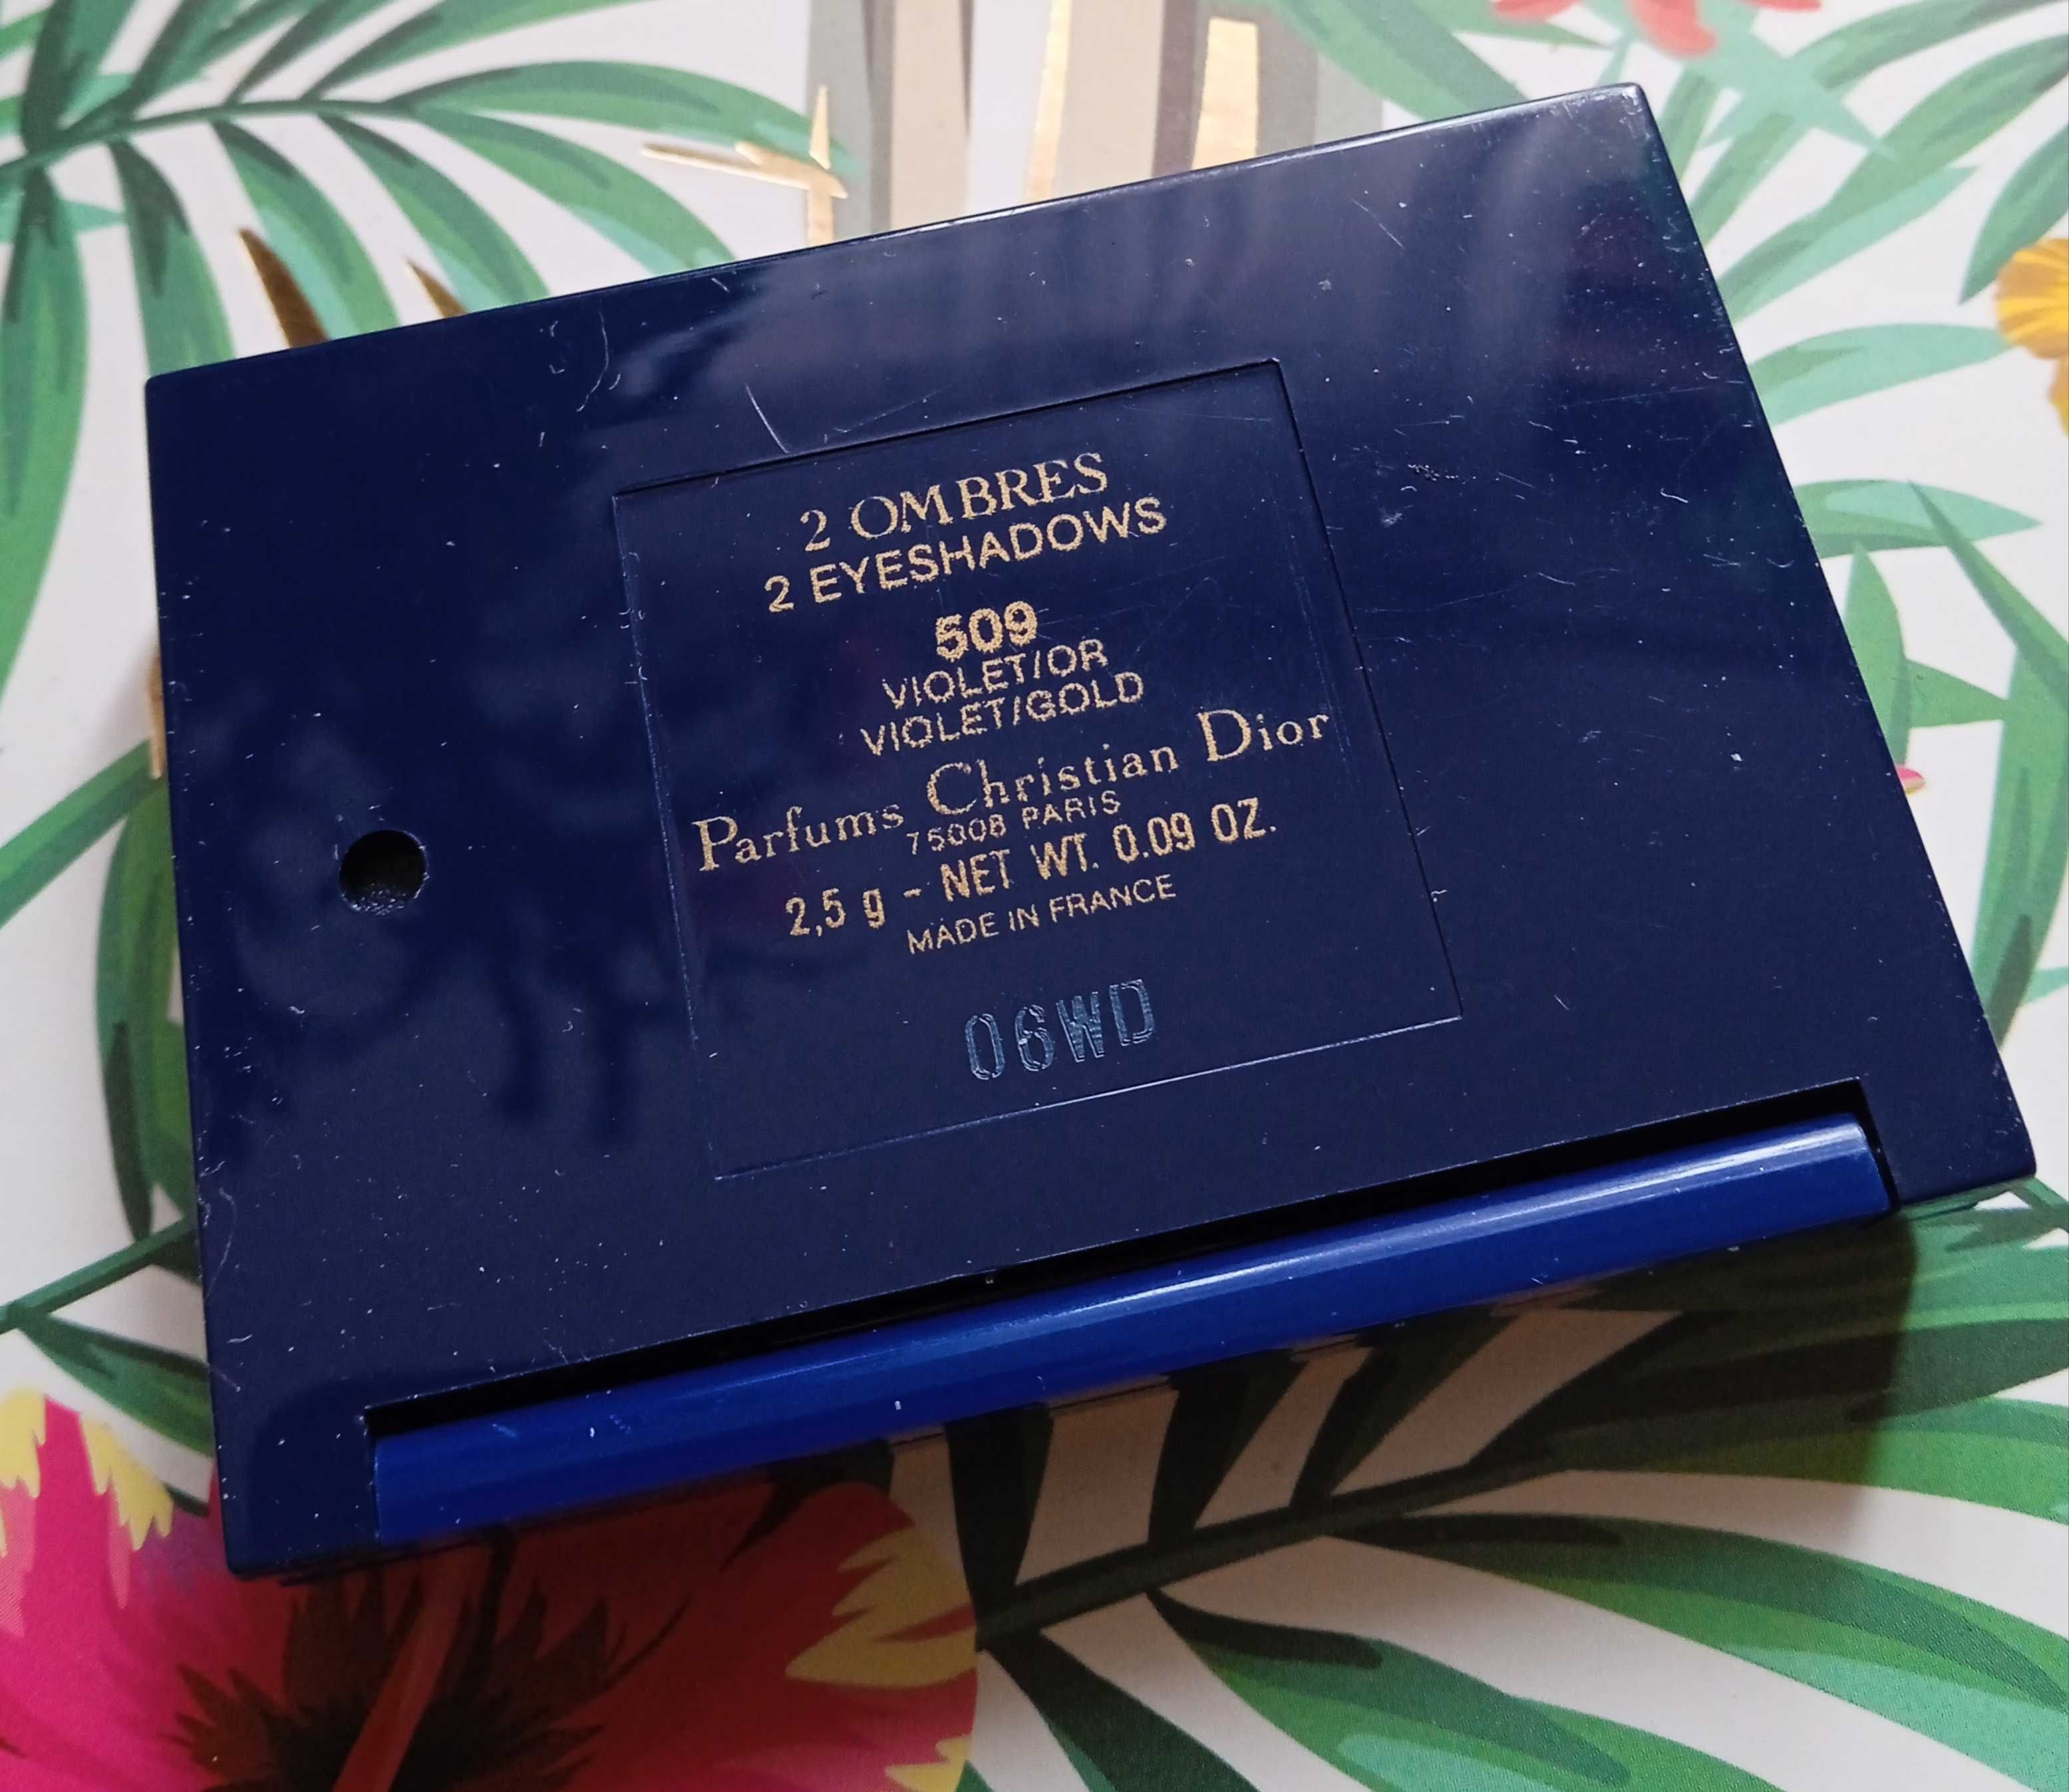 2 OMBRES
2 EYESHADOWS
509
VIOLET/OR
VIOLET/GOLD
Parfums Christian Dior
75008 PARIS
2,5 g - NET WT. 0.09 OZ.
MADE IN FRANCE
06WD